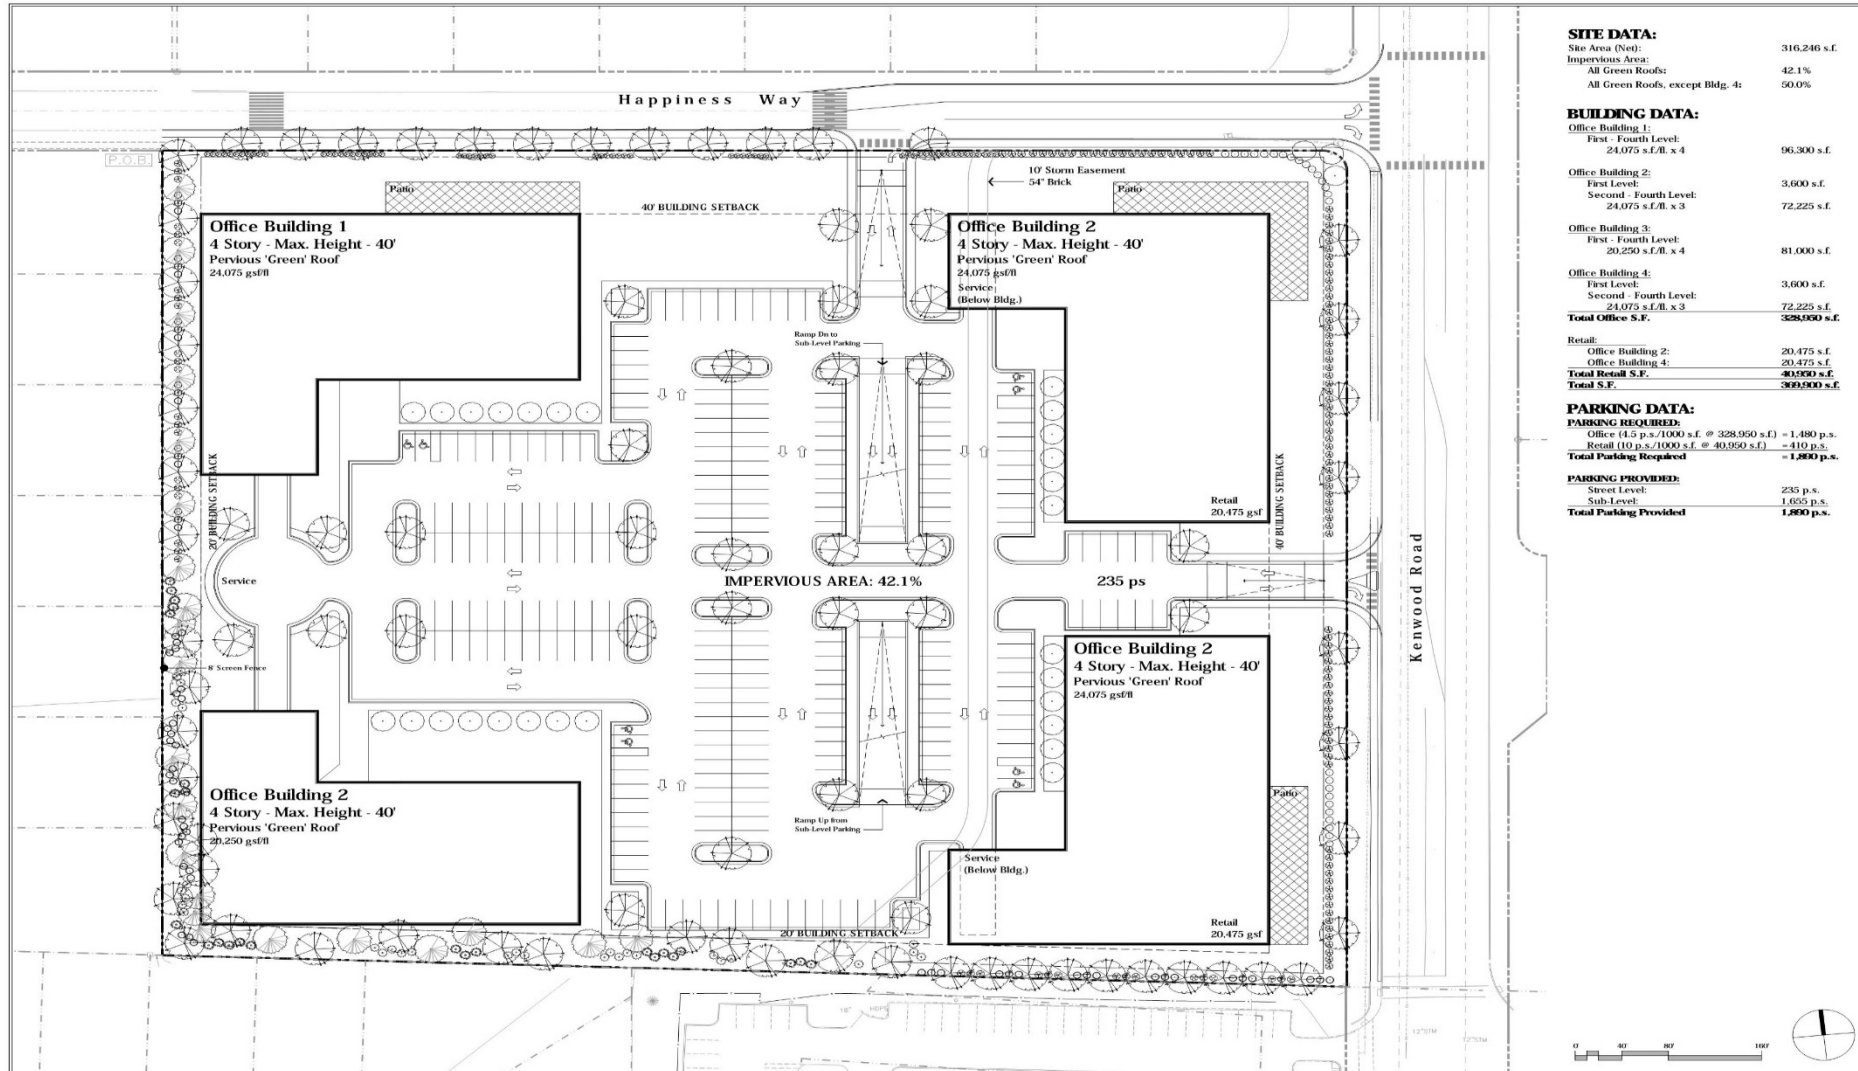 Happiness Way
P.O.B.
10' Storm Easement
54" Brick
Patio
Patio
40' BUILDING SETBACK
Office Building 1
4 Story - Max. Height - 40'
Pervious 'Green' Roof
24,075 gsf/fl
Office Building 2
4 Story - Max. Height - 40'
Pervious 'Green' Roof
24,075 gsf/fl
Service
(Below Bldg.)
Ramp Dn to
Sub-Level Parking
20' BUILDING SETBACK
40' BUILDING SETBACK
Retail
20,475 gsf
Service
IMPERVIOUS AREA: 42.1%
235 ps
Kenwood Road
8' Screen Fence
Office Building 2
4 Story - Max. Height - 40'
Pervious 'Green' Roof
24,075 gsf/fl
Office Building 2
4 Story - Max. Height - 40'
Pervious 'Green' Roof
20,250 gsf/fl
Patio
Ramp Up from
Sub-Level Parking
Service
(Below Bldg.)
Retail
20,475 gsf
20' BUILDING SETBACK
12"STM
12"STM
SITE DATA:
Site Area (Net): 316,246 s.f.
Impervious Area:
All Green Roofs: 42.1%
All Green Roofs, except Bldg. 4: 50.0%
BUILDING DATA:
Office Building 1:
First - Fourth Level:
24,075 s.f./fl. x 4 96,300 s.f.
Office Building 2:
First Level: 3,600 s.f.
Second - Fourth Level:
24,075 s.f./fl. x 3 72,225 s.f.
Office Building 3:
First - Fourth Level:
20,250 s.f./fl. x 4 81,000 s.f.
Office Building 4:
First Level: 3,600 s.f.
Second - Fourth Level:
24,075 s.f./fl. x 3 72,225 s.f.
Total Office S.F. 328,950 s.f.
Retail:
Office Building 2: 20,475 s.f.
Office Building 4: 20,475 s.f.
Total Retail S.F. 40,950 s.f.
Total S.F. 369,900 s.f.
PARKING DATA:
PARKING REQUIRED:
Office (4.5 p.s./1000 s.f. @ 328,950 s.f.) = 1,480 p.s.
Retail (10 p.s./1000 s.f. @ 40,950 s.f.) = 410 p.s.
Total Parking Required = 1,890 p.s.
PARKING PROVIDED:
Street Level: 235 p.s.
Sub-Level: 1,655 p.s.
Total Parking Provided 1,890 p.s.
0' 40' 80' 160'